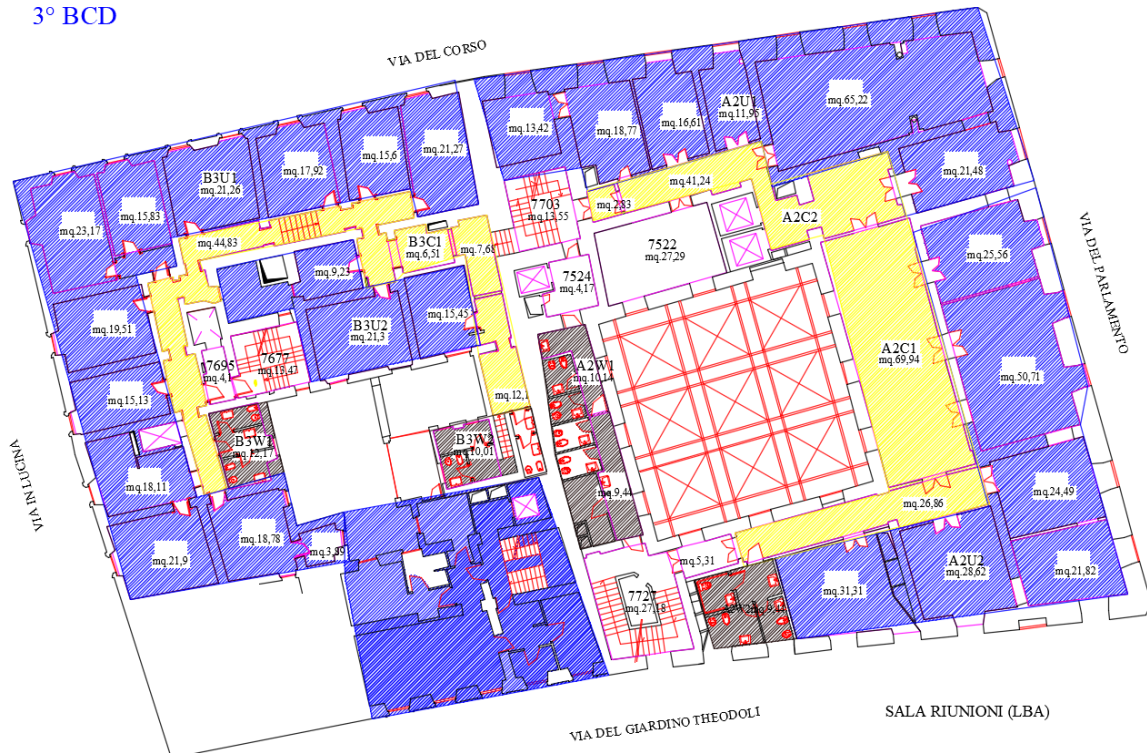 3° BCD
VIA DEL CORSO
mq.13,42
mq.18,77
mq.16,61
A2U1
mq.11,95
mq.65,22
mq.21,48
mq.23,17
mq.15,83
B3U1
mq.21,26
mq.17,92
mq.15,6
mq.21,27
7703
mq.13,55
mq.2,83
mq.41,24
A2C2
VIA DEL PARLAMENTO
mq.44,83
B3C1
mq.6,51
mq.7,68
7522
mq.27,29
mq.25,56
mq.9,23
7524
mq.4,17
mq.19,51
B3U2
mq.21,3
mq.15,45
7695
mq.4,1
7677
mq.13,47
A2W1
mq.10,14
A2C1
mq.69,94
mq.50,71
mq.15,13
mq.12,1
VIA IN LUCINA
B3W1
mq.12,17
B3W2
mq.10,01
mq.18,11
mq.9,44
mq.24,49
mq.26,86
mq.21,9
mq.18,78
mq.5,31
A2U2
mq.28,62
mq.21,82
mq.31,31
7727
mq.27,18
VIA DEL GIARDINO THEODOLI
SALA RIUNIONI (LBA)